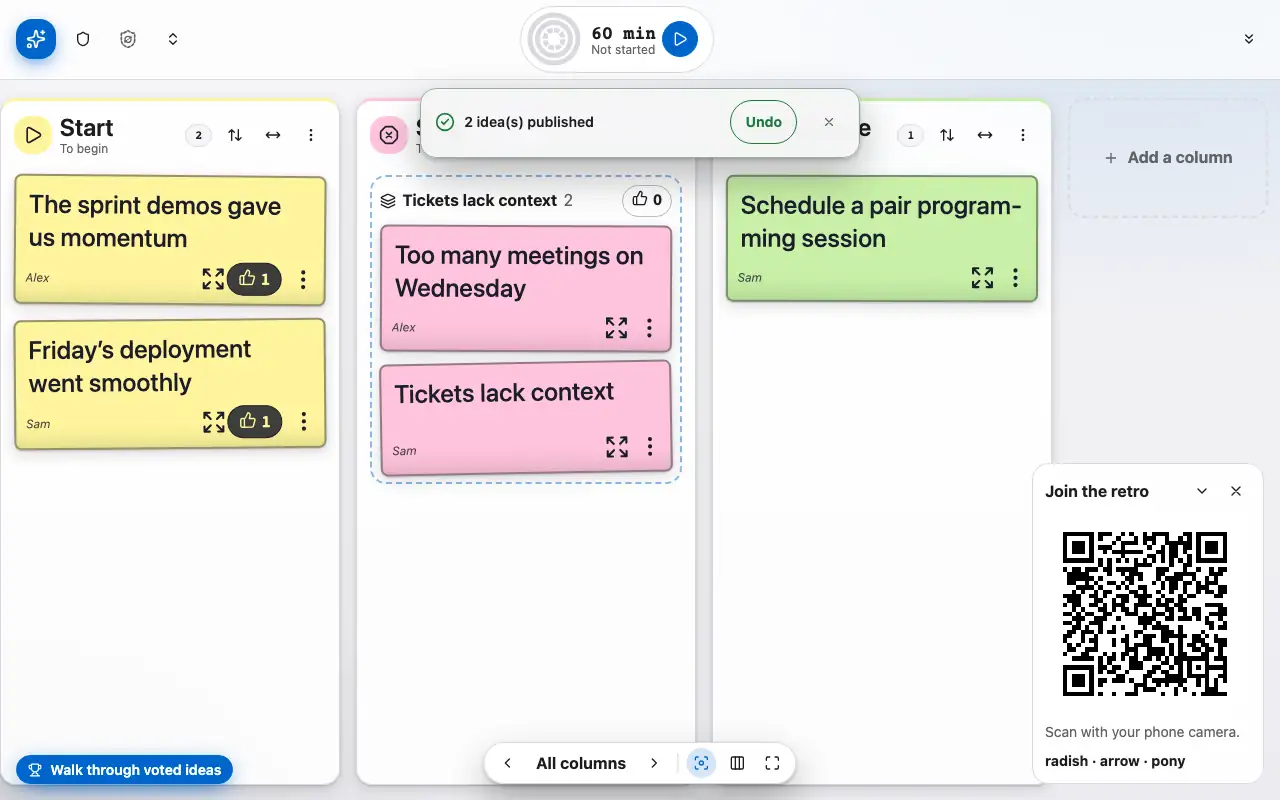 60 min
Not started
2 idea(s) published
Undo
Start
To begin
2
The sprint demos gave
us momentum
Alex
1
Friday’s deployment
went smoothly
Sam
1
Tickets lack context 2
0
Too many meetings on
Wednesday
Alex
Tickets lack context
Sam
1
Schedule a pair program-
ming session
Sam
+ Add a column
Join the retro
Scan with your phone camera.
radish · arrow · pony
Walk through voted ideas
All columns